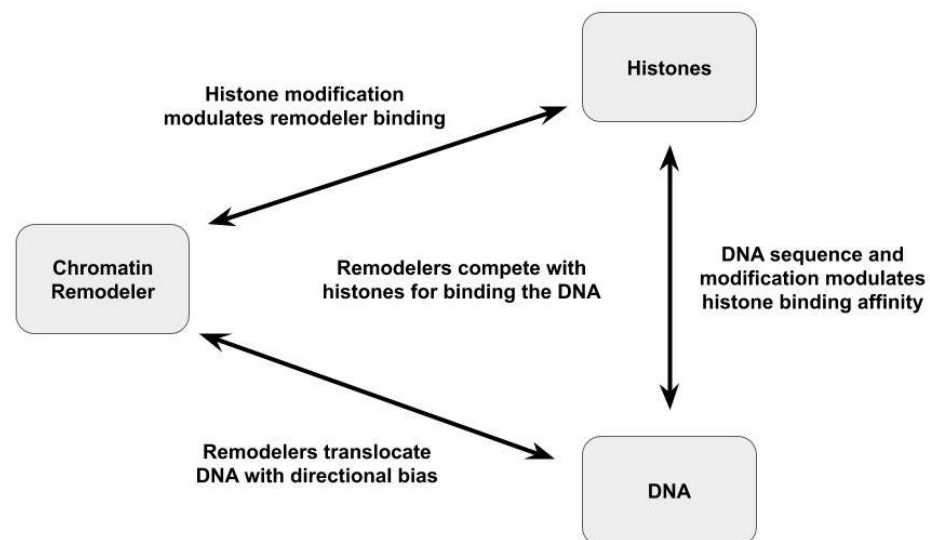 Histones
Histone modification
modulates remodeler binding
Chromatin
Remodeler
Remodelers compete with
histones for binding the DNA
DNA sequence and
modification modulates
histone binding affinity
Remodelers translocate
DNA with directional bias
DNA